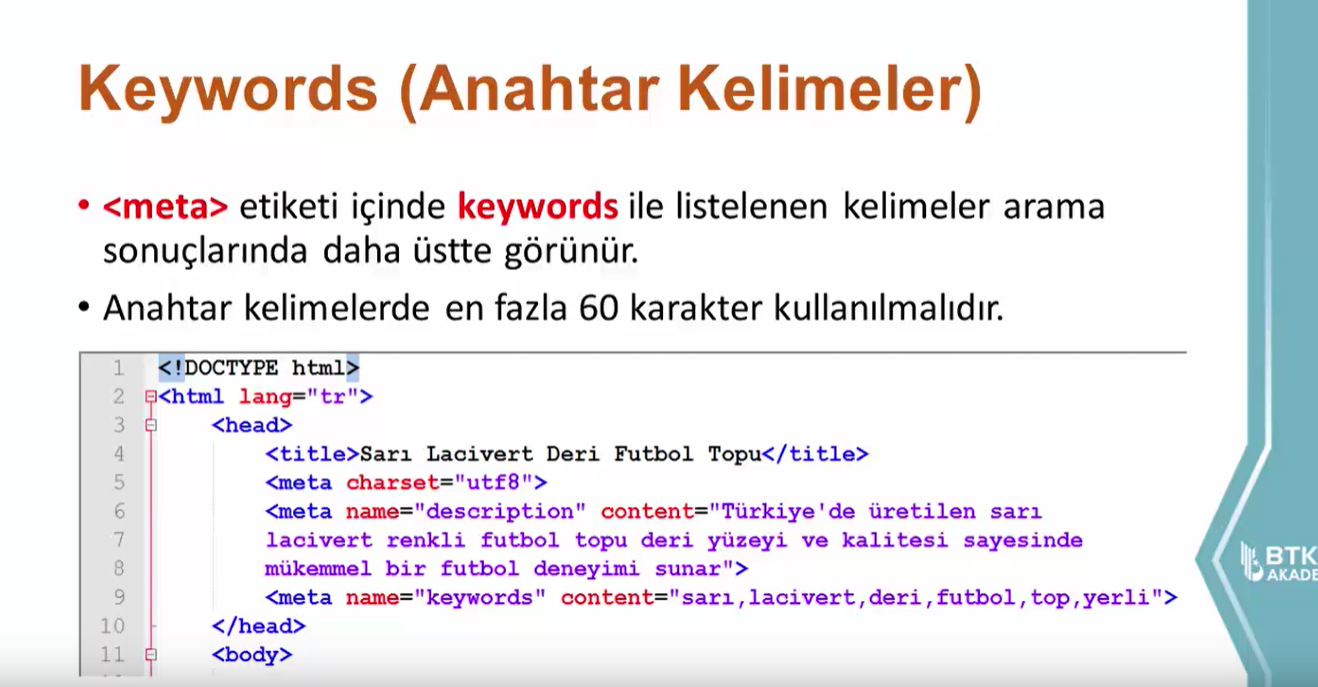 Keywords (Anahtar Kelimeler)
• <meta> etiketi içinde keywords ile listelenen kelimeler arama
sonuçlarında daha üstte görünür.
• Anahtar kelimelerde en fazla 60 karakter kullanılmalıdır.
1 <!DOCTYPE html>
2 <html lang="tr">
3 <head>
4 <title>Sarı Lacivert Deri Futbol Topu</title>
5 <meta charset="utf8">
6 <meta name="description" content="Türkiye'de üretilen sarı
7 lacivert renkli futbol topu deri yüzeyi ve kalitesi sayesinde
8 mükemmel bir futbol deneyimi sunar">
9 <meta name="keywords" content="sarı,lacivert,deri,futbol,top,yerli">
10 </head>
11 <body>
BTK
AKADE